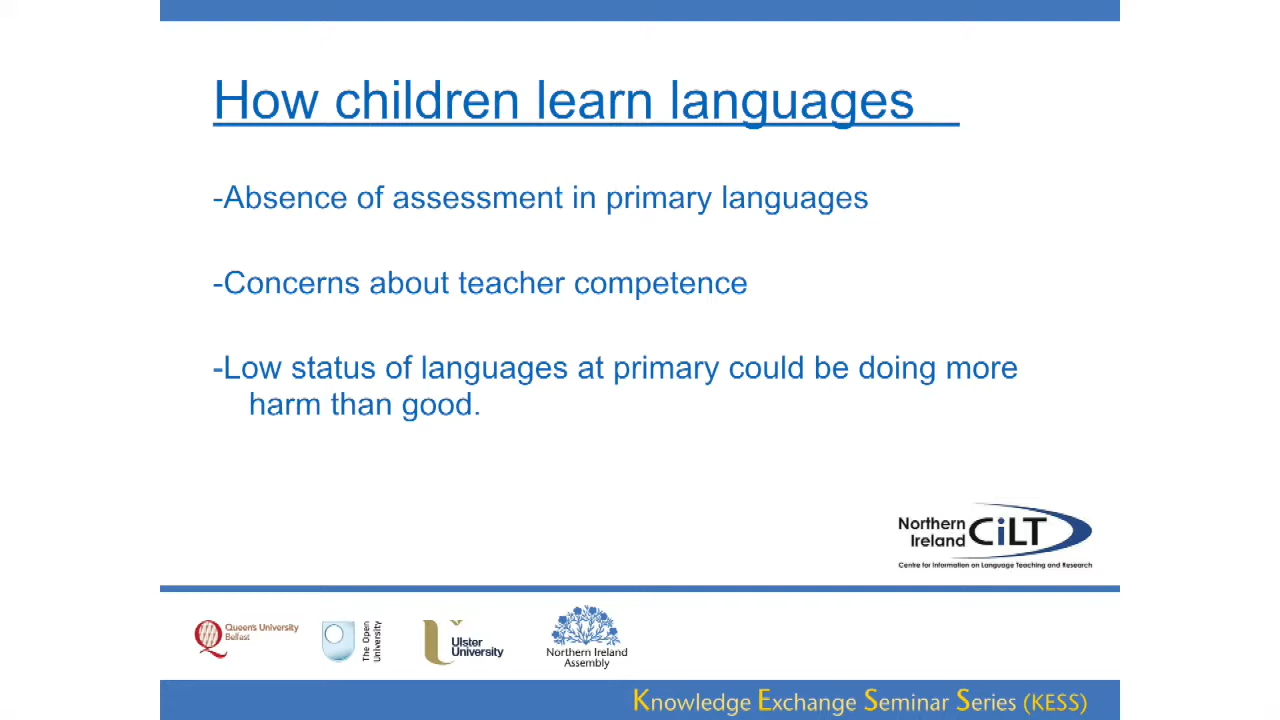 How children learn languages
-Absence of assessment in primary languages
-Concerns about teacher competence
-Low status of languages at primary could be doing more
harm than good.
Northern
Ireland
CiLT
Centre for Information on Language Teaching and Research
Queen's University
Belfast
The Open
University
Ulster
University
Northern Ireland
Assembly
Knowledge Exchange Seminar Series (KESS)